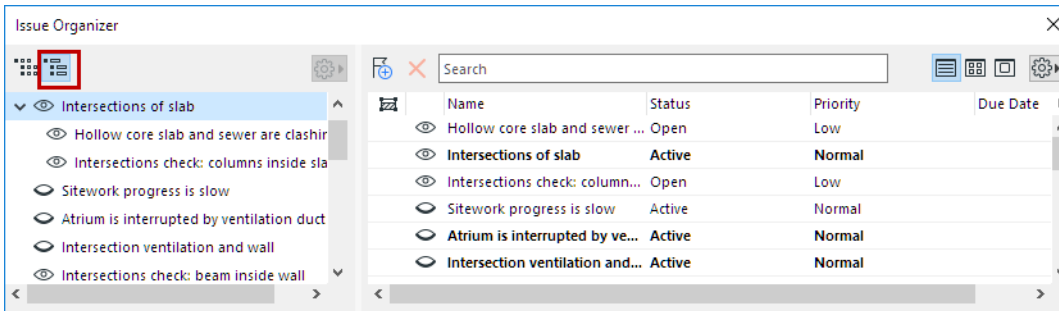 Issue Organizer
Search
Intersections of slab
Hollow core slab and sewer are clashin
Intersections check: columns inside sla
Sitework progress is slow
Atrium is interrupted by ventilation duct
Intersection ventilation and wall
Intersections check: beam inside wall
Name Status Priority Due Date
Hollow core slab and sewer ... Open Low
Intersections of slab Active Normal
Intersections check: column... Open Low
Sitework progress is slow Active Normal
Atrium is interrupted by ve... Active Normal
Intersection ventilation and... Active Normal